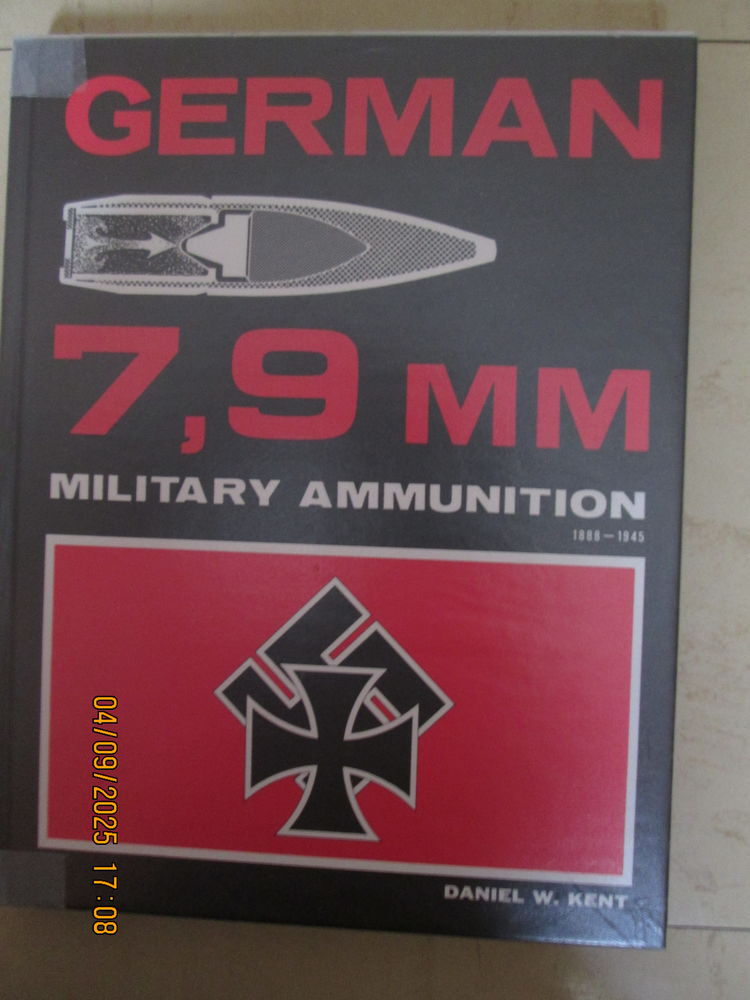 GERMAN
7,9 MM
MILITARY AMMUNITION
1888—1945
DANIEL W. KENT
04/09/2025 17:08